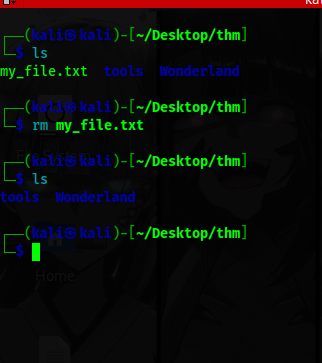 Ka
┌──(kali㉿kali)-[~/Desktop/thm]
└─$ ls
my_file.txt  tools  Wonderland
┌──(kali㉿kali)-[~/Desktop/thm]
└─$ rm my_file.txt
┌──(kali㉿kali)-[~/Desktop/thm]
└─$ ls
tools  Wonderland
┌──(kali㉿kali)-[~/Desktop/thm]
└─$
Home